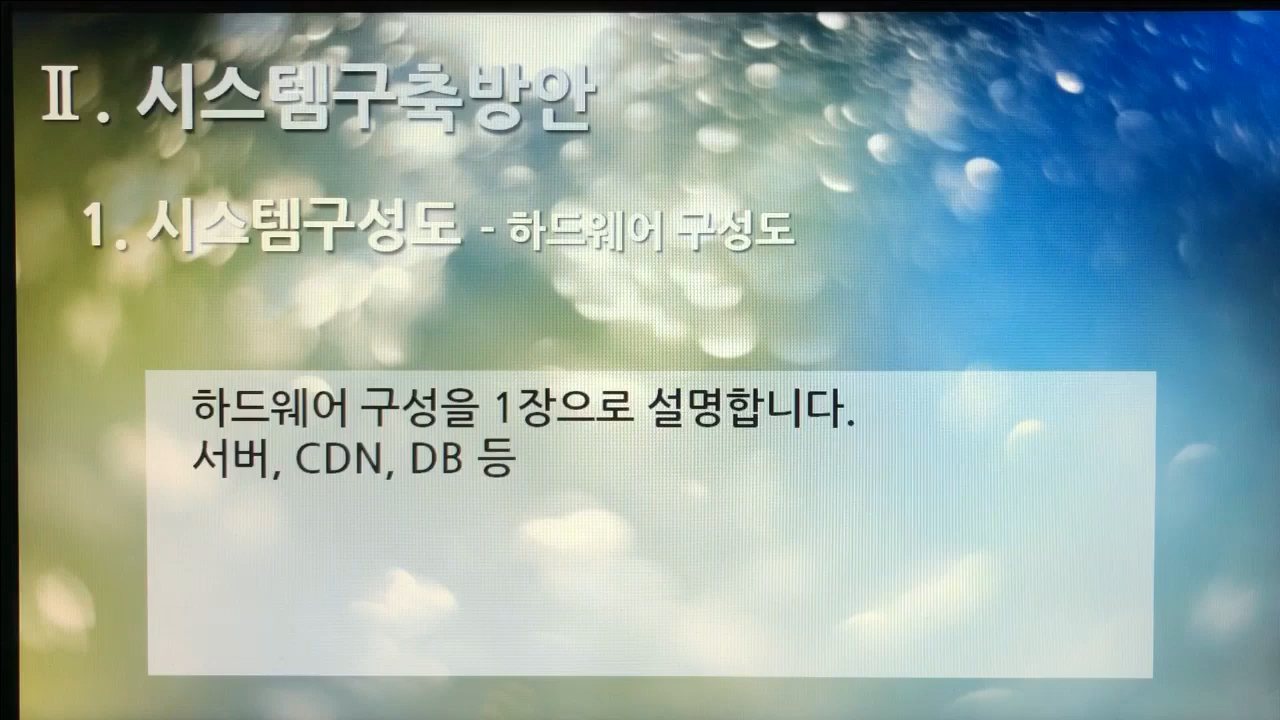 Ⅱ. 시스템구축방안
1. 시스템구성도 - 하드웨어 구성도
하드웨어 구성을 1장으로 설명합니다.
서버, CDN, DB 등